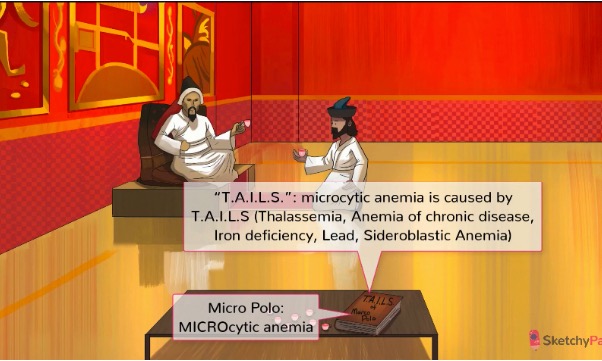 “T.A.I.L.S.”: microcytic anemia is caused by
T.A.I.L.S (Thalassemia, Anemia of chronic disease,
Iron deficiency, Lead, Sideroblastic Anemia)
T.A.I.L.S.
of
Marco
Polo
Micro Polo:
MICROcytic anemia
SketchyPa